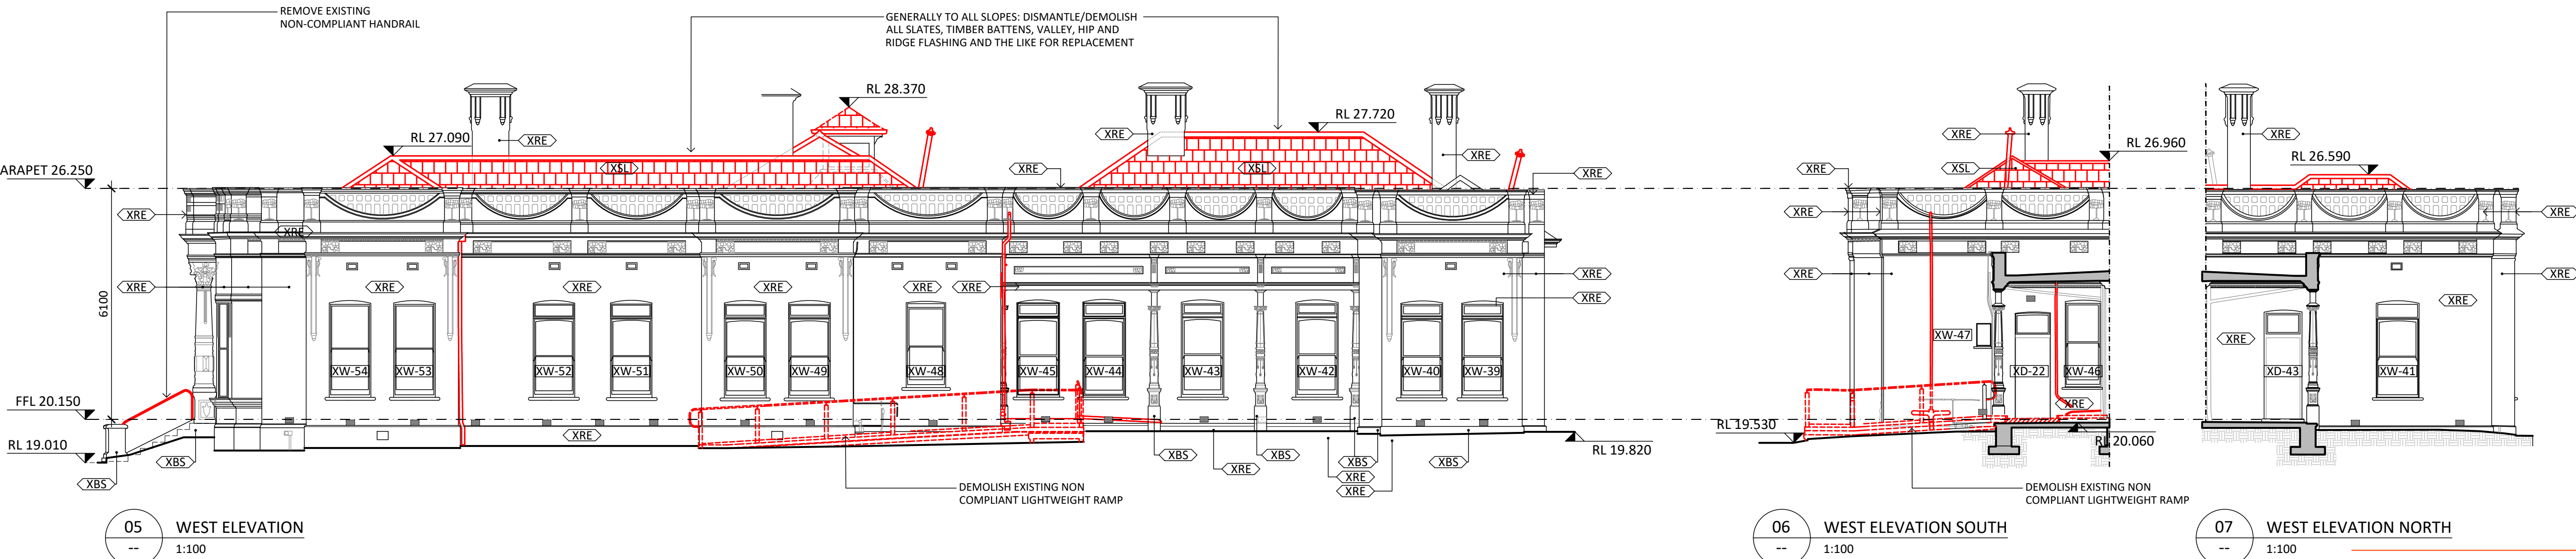 REMOVE EXISTING
NON-COMPLIANT HANDRAIL
GENERALLY TO ALL SLOPES: DISMANTLE/DEMOLISH
ALL SLATES, TIMBER BATTENS, VALLEY, HIP AND
RIDGE FLASHING AND THE LIKE FOR REPLACEMENT
RL 28.370
RL 27.090
RL 27.720
XRE
XRE
XRE
ARAPET 26.250
XSL
XRE
XSL
XRE
XRE
XRE
XRE
XRE
XRE
XRE
XRE
XRE
XRE
XRE
XRE
6100
XW-54
XW-53
XW-52
XW-51
XW-50
XW-49
XW-48
XW-45
XW-44
XW-43
XW-42
XW-40
XW-39
FFL 20.150
RL 19.010
XBS
XBS
XRE
XBS
XRE
XBS
XBS
XRE
XRE
XBS
RL 19.820
DEMOLISH EXISTING NON
COMPLIANT LIGHTWEIGHT RAMP
05
WEST ELEVATION
--
1:100
XRE
RL 26.960
XSL
XRE
XRE
XRE
XW-47
XD-22
XW-46
XRE
RL 19.530
RL 20.060
DEMOLISH EXISTING NON
COMPLIANT LIGHTWEIGHT RAMP
06
WEST ELEVATION SOUTH
--
1:100
XRE
RL 26.590
XRE
XRE
XRE
XRE
XD-43
XW-41
07
WEST ELEVATION NORTH
--
1:100